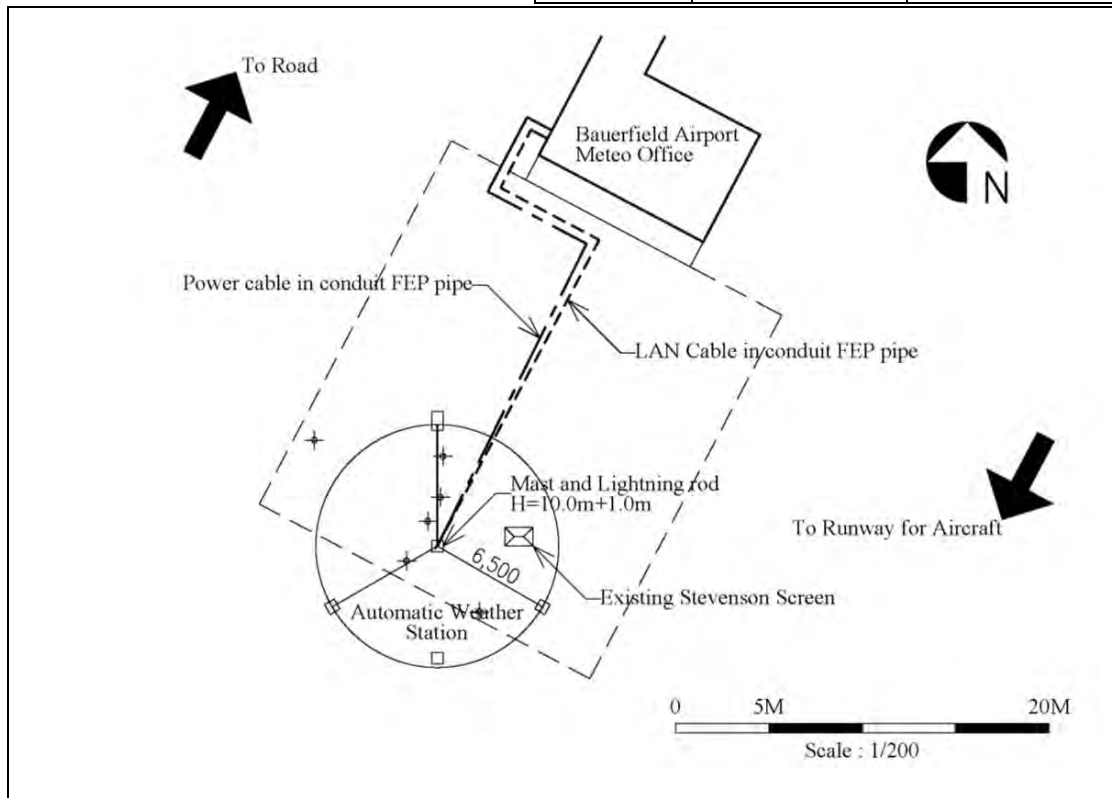 To Road
Bauerfield Airport
Meteo Office
N
Power cable in conduit FEP pipe
LAN Cable in conduit FEP pipe
Mast and Lightning rod
H=10.0m+1.0m
To Runway for Aircraft
6,500
Existing Stevenson Screen
Automatic Weather
Station
0 5M 20M
Scale : 1/200